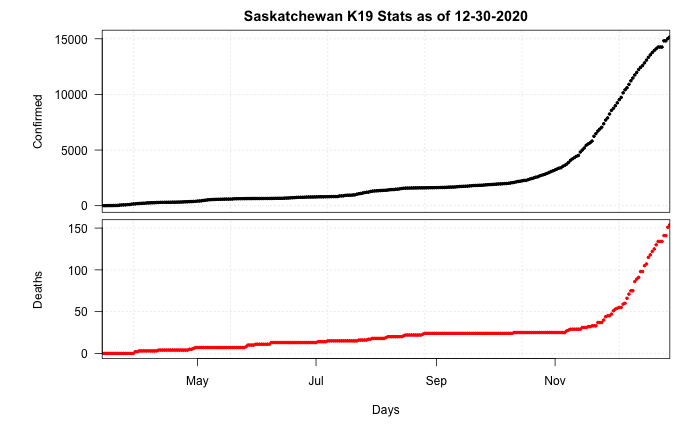 Saskatchewan K19 Stats as of 12-30-2020
15000
10000
5000
0
Confirmed
150
100
50
0
Deaths
May Jul Sep Nov
Days